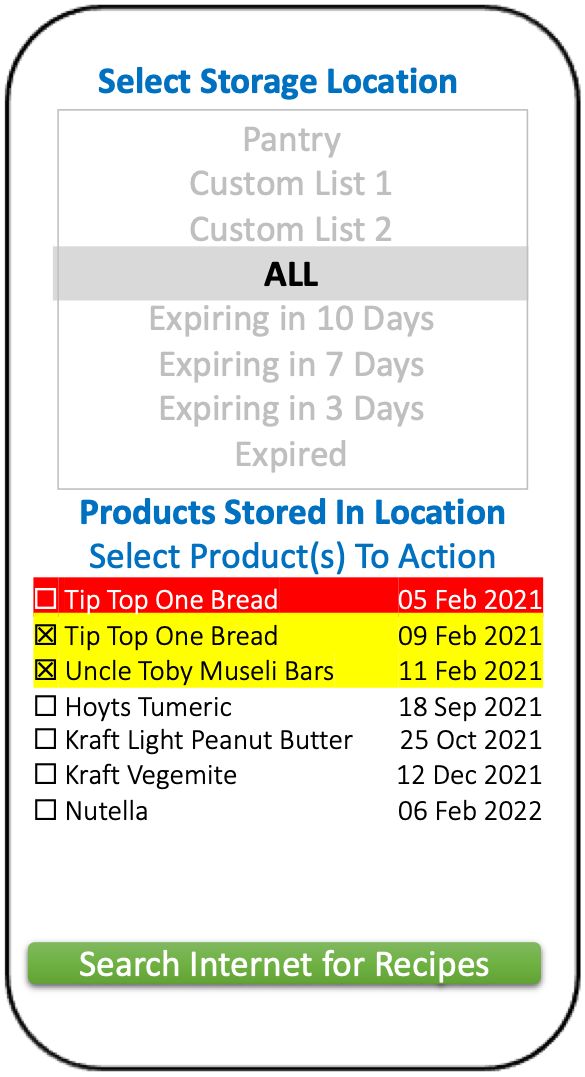 Select Storage Location
Pantry
Custom List 1
Custom List 2
ALL
Expiring in 10 Days
Expiring in 7 Days
Expiring in 3 Days
Expired
Products Stored In Location
Select Product(s) To Action
☐ Tip Top One Bread 05 Feb 2021
☒ Tip Top One Bread 09 Feb 2021
☒ Uncle Toby Museli Bars 11 Feb 2021
☐ Hoyts Tumeric 18 Sep 2021
☐ Kraft Light Peanut Butter 25 Oct 2021
☐ Kraft Vegemite 12 Dec 2021
☐ Nutella 06 Feb 2022
Search Internet for Recipes